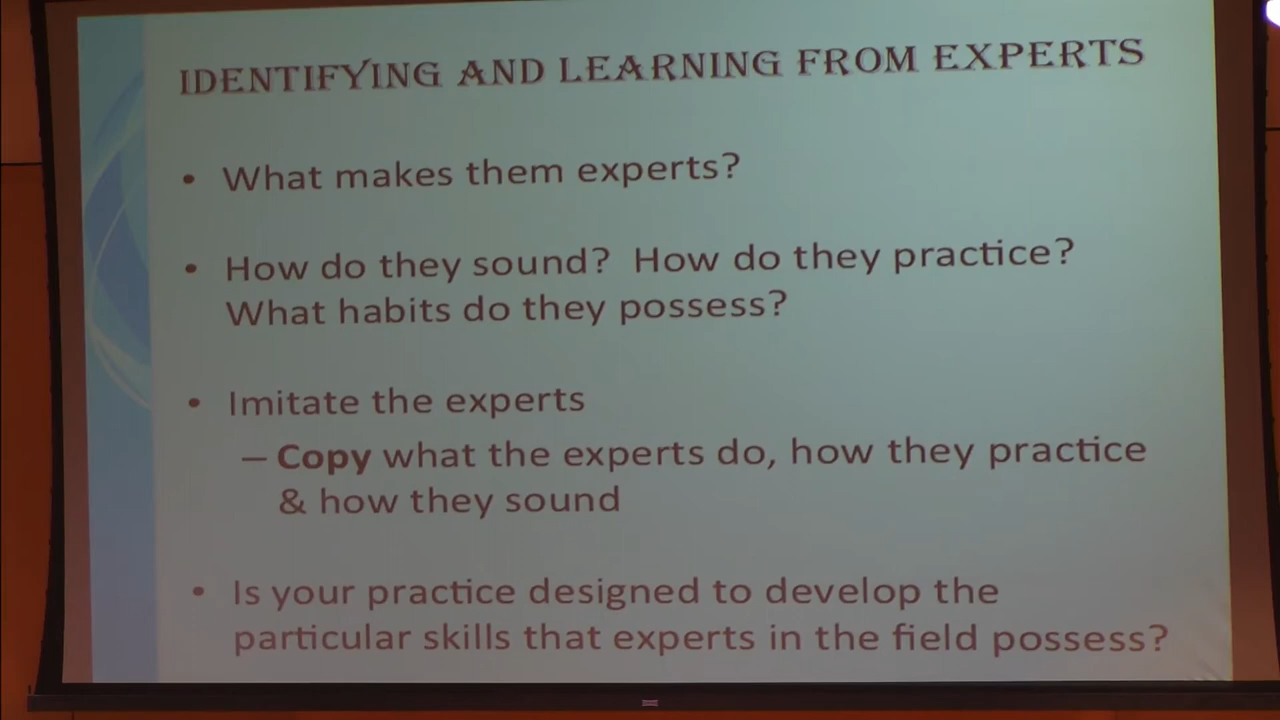 IDENTIFYING AND LEARNING FROM EXPERTS
• What makes them experts?
• How do they sound? How do they practice?
What habits do they possess?
• Imitate the experts
– Copy what the experts do, how they practice
& how they sound
• Is your practice designed to develop the
particular skills that experts in the field possess?